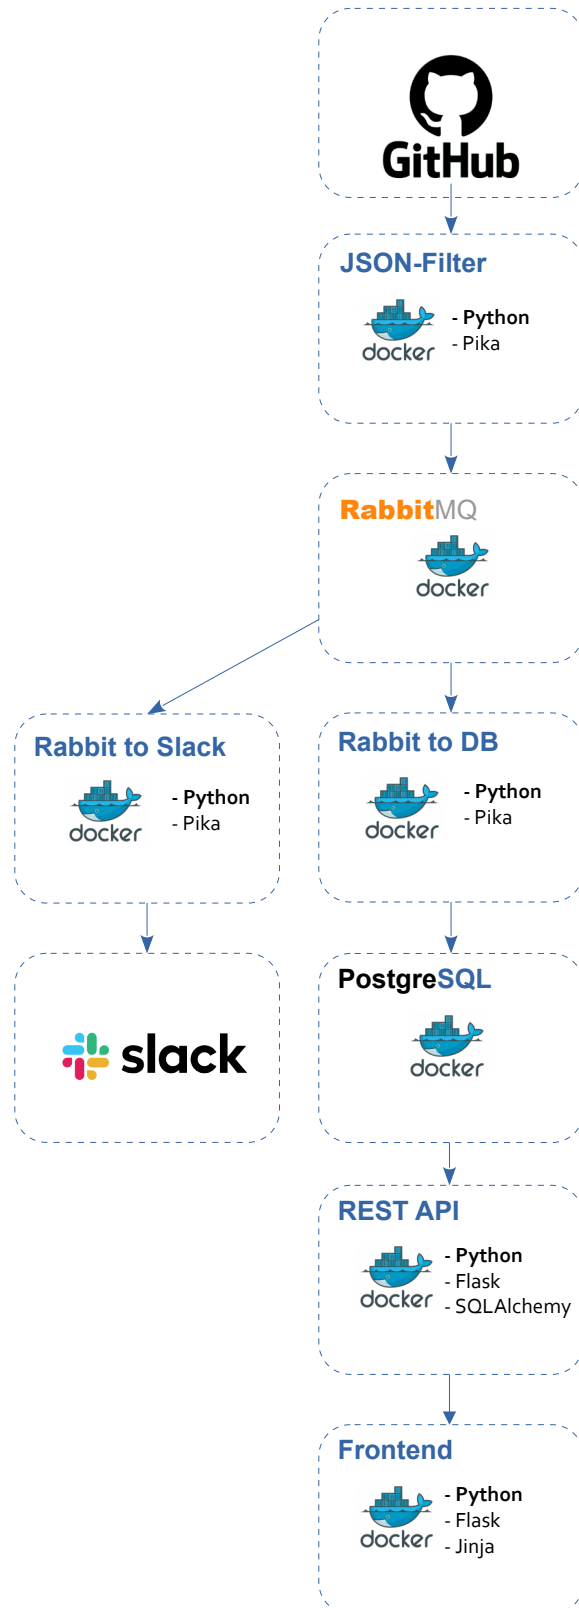 GitHub
JSON-Filter
docker
- Python
- Pika
RabbitMQ
docker
Rabbit to Slack
docker
- Python
- Pika
Rabbit to DB
docker
- Python
- Pika
slack
PostgreSQL
docker
REST API
docker
- Python
- Flask
- SQLAlchemy
Frontend
docker
- Python
- Flask
- Jinja